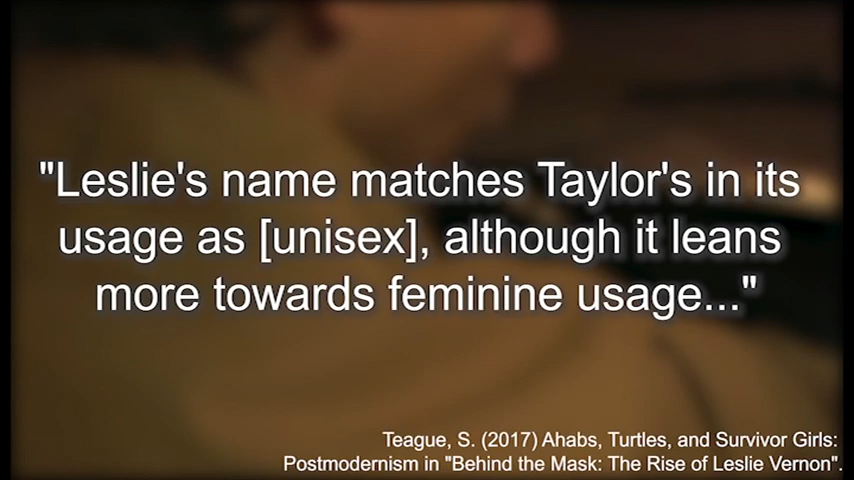 "Leslie's name matches Taylor's in its
usage as [unisex], although it leans
more towards feminine usage..."
Teague, S. (2017) Ahabs, Turtles, and Survivor Girls:
Postmodernism in "Behind the Mask: The Rise of Leslie Vernon".